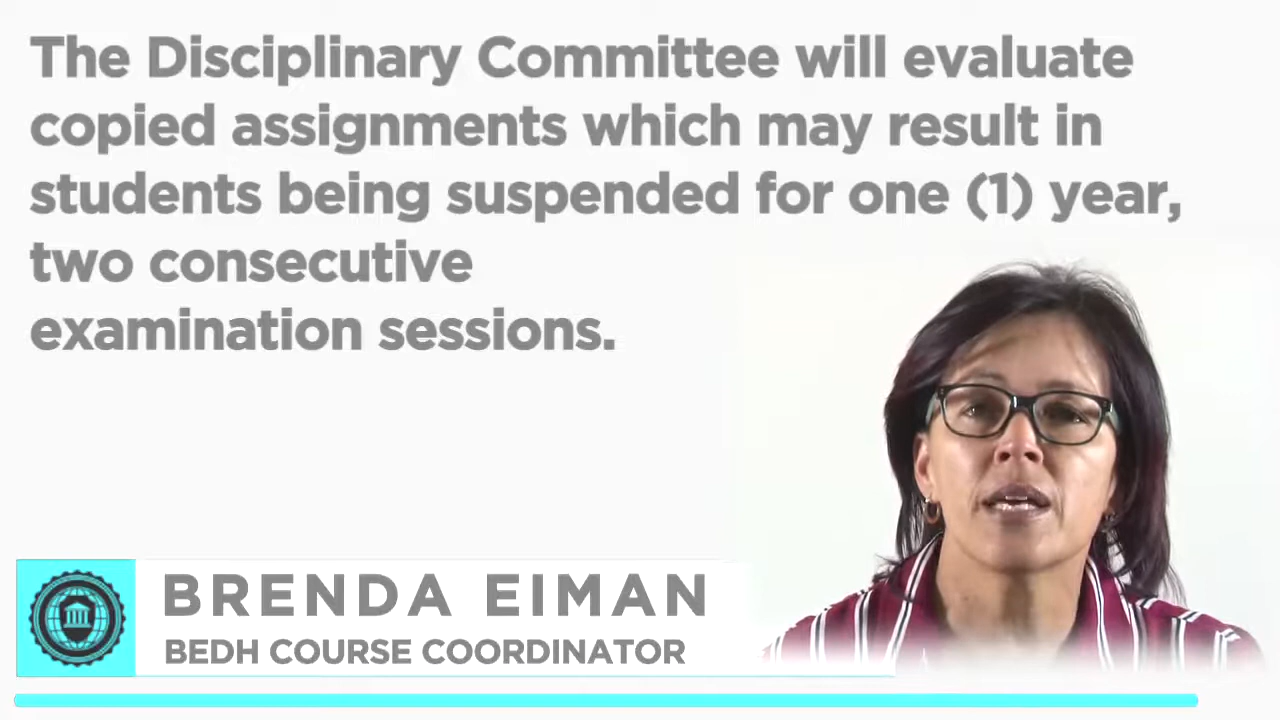 The Disciplinary Committee will evaluate
copied assignments which may result in
students being suspended for one (1) year,
two consecutive
examination sessions.
BRENDA EIMAN
BEDH COURSE COORDINATOR